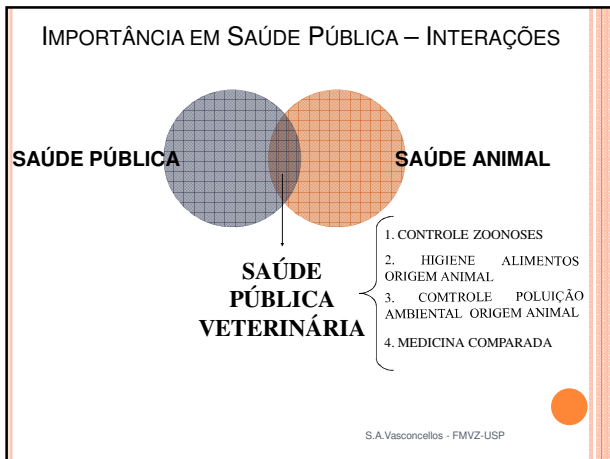 IMPORTÂNCIA EM SAÚDE PÚBLICA – INTERAÇÕES
SAÚDE PÚBLICA
SAÚDE ANIMAL
SAÚDE
PÚBLICA
VETERINÁRIA
1. CONTROLE ZOONOSES
2. HIGIENE ALIMENTOS
ORIGEM ANIMAL
3. COMTROLE POLUIÇÃO
AMBIENTAL ORIGEM ANIMAL
4. MEDICINA COMPARADA
S.A.Vasconcellos - FMVZ-USP